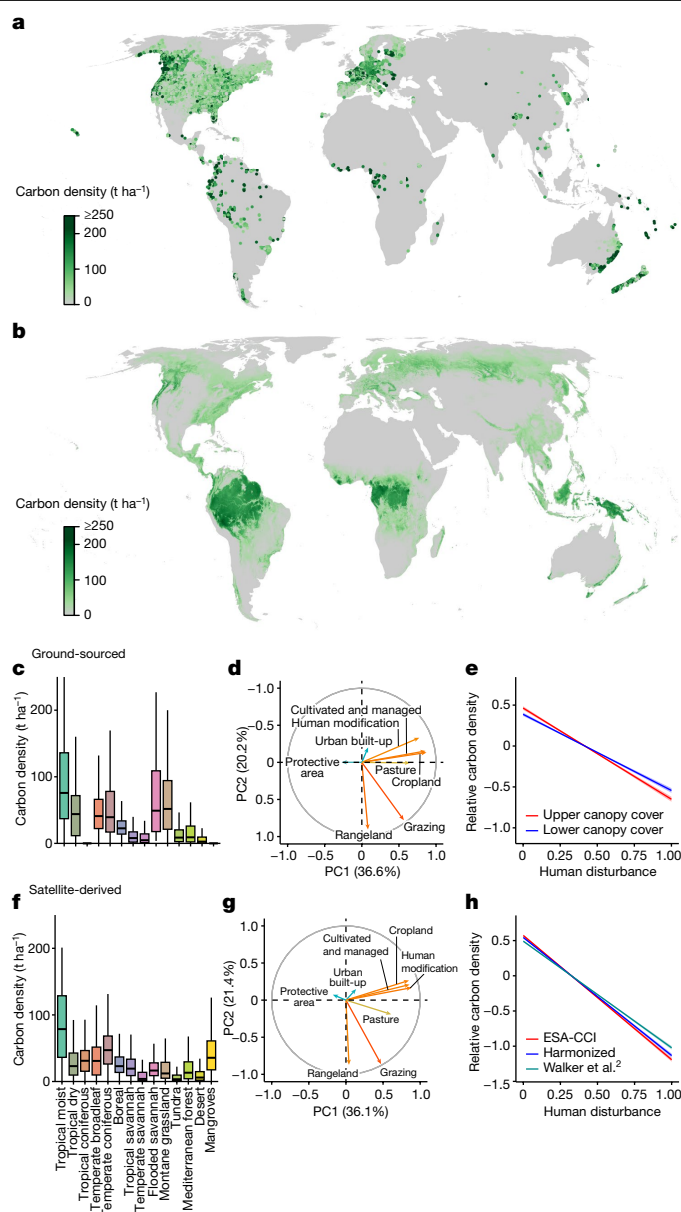 a
Carbon density (t ha⁻¹)
≥250
200
100
0
b
Carbon density (t ha⁻¹)
≥250
200
100
0
Ground-sourced
c
Carbon density (t ha⁻¹)
200
100
0
d
PC2 (20.2%)
−1.0
−0.5
0
0.5
1.0
Cultivated and managed
Human modification
Urban built-up
Protective
area
Pasture
Cropland
Grazing
Rangeland
−1.0
−0.5
0
0.5
1.0
PC1 (36.6%)
e
Relative carbon density
0.5
0
−0.5
−1.0
Upper canopy cover
Lower canopy cover
0
0.25
0.50
0.75
1.00
Human disturbance
Satellite-derived
f
Carbon density (t ha⁻¹)
200
100
0
Tropical moist
Tropical dry
Tropical coniferous
Temperate broadleaf
Temperate coniferous
Boreal
Tropical savannah
Temperate savannah
Flooded savannah
Montane grassland
Tundra
Mediterranean forest
Desert
Mangroves
g
PC2 (21.4%)
1.0
0.5
0
−0.5
−1.0
Cropland
Cultivated
and managed
Human
modification
Urban
built-up
Protective
area
Pasture
Rangeland
Grazing
−1.0
−0.5
0
0.5
1.0
PC1 (36.1%)
h
Relative carbon density
0.5
0
−0.5
−1.0
−1.5
ESA-CCI
Harmonized
Walker et al.²
0
0.25
0.50
0.75
1.00
Human disturbance